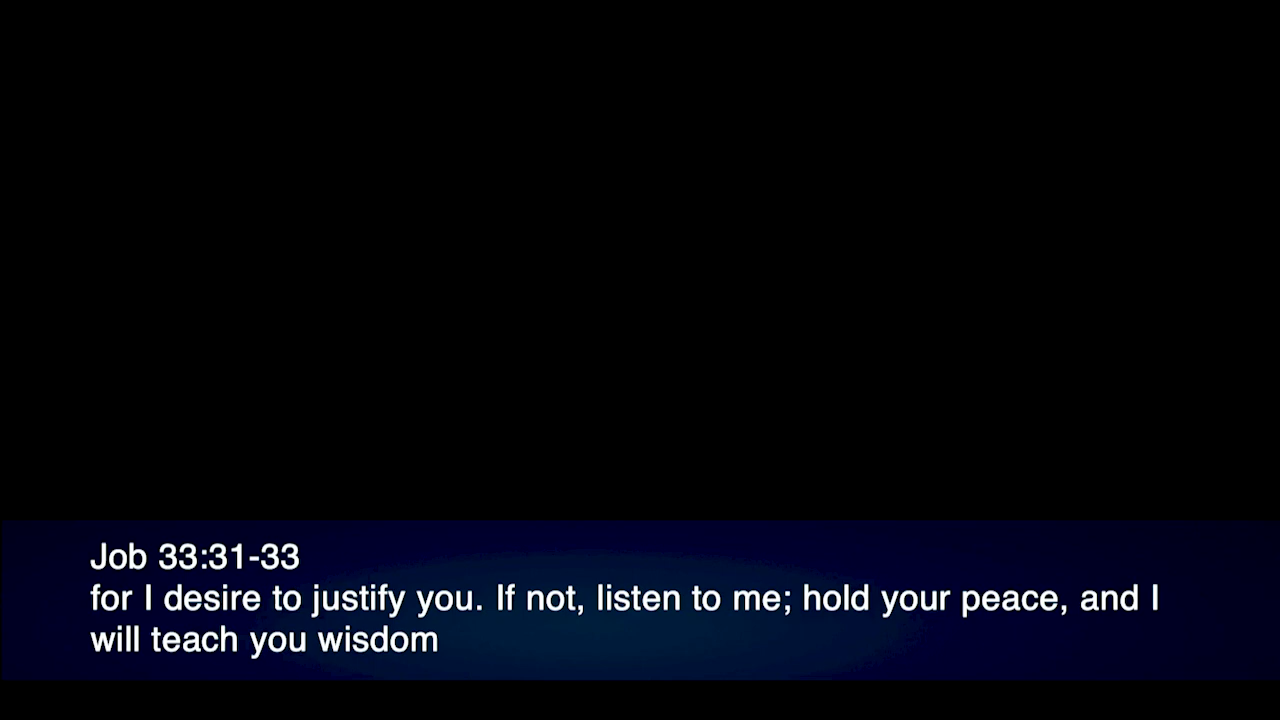 Job 33:31-33
for I desire to justify you. If not, listen to me; hold your peace, and I
will teach you wisdom